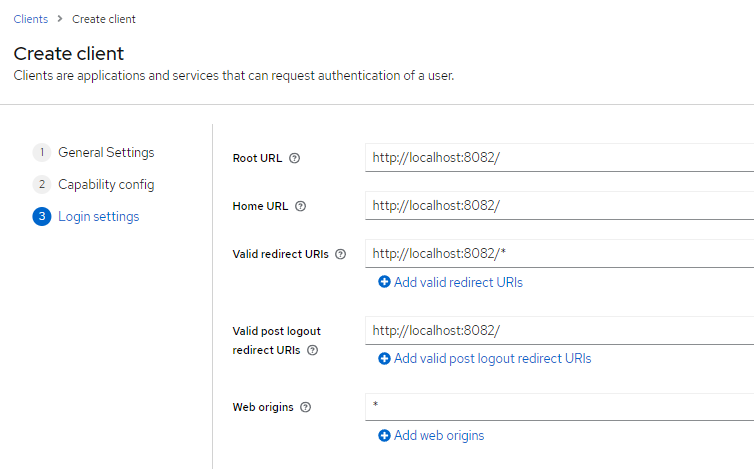 Clients > Create client
Create client
Clients are applications and services that can request authentication of a user.
1 General Settings
2 Capability config
3 Login settings
Root URL ? http://localhost:8082/
Home URL ? http://localhost:8082/
Valid redirect URIs ? http://localhost:8082/*
+ Add valid redirect URIs
Valid post logout http://localhost:8082/
redirect URIs ?
+ Add valid post logout redirect URIs
Web origins ? *
+ Add web origins